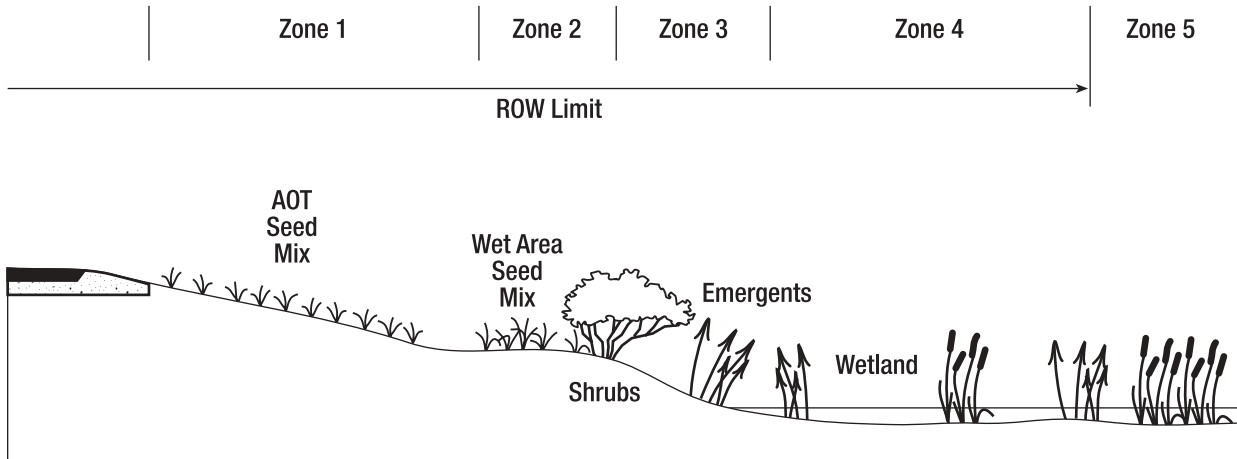 Zone 1
Zone 2
Zone 3
Zone 4
Zone 5
ROW Limit
AOT
Seed
Mix
Wet Area
Seed
Mix
Emergents
Wetland
Shrubs